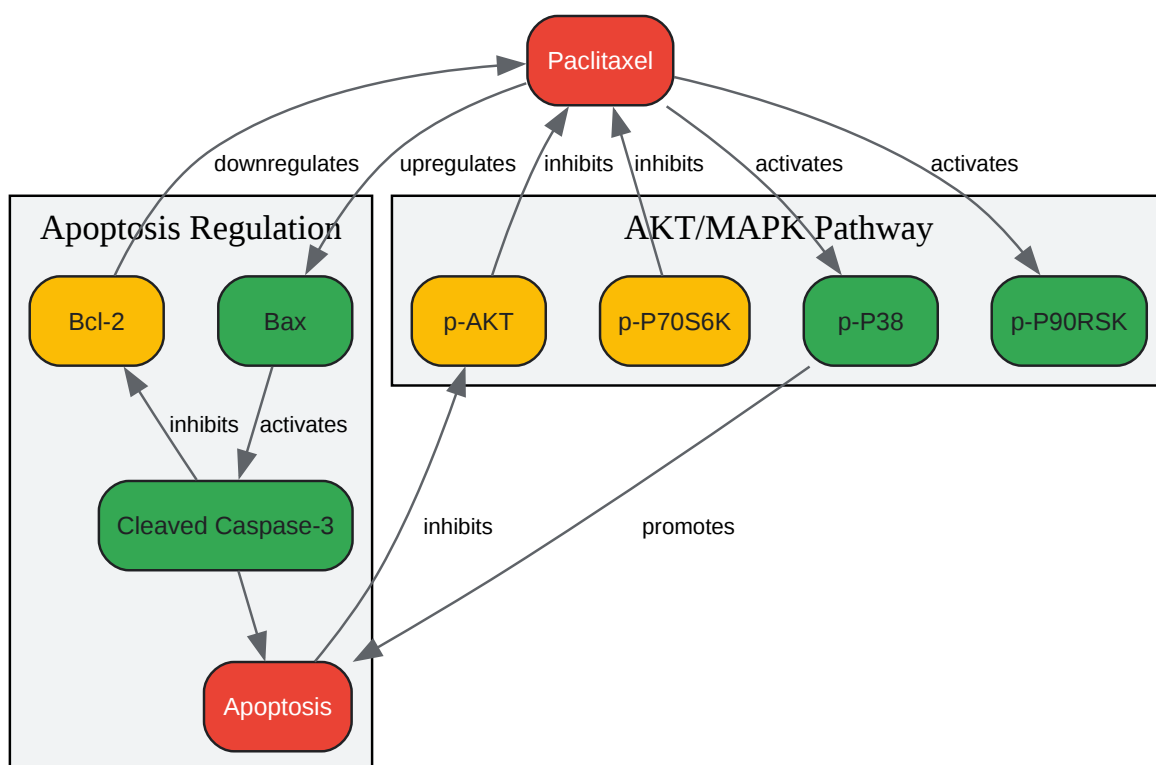 Paclitaxel
downregulates
upregulates
inhibits
inhibits
activates
activates
Apoptosis Regulation
AKT/MAPK Pathway
Bcl-2
Bax
p-AKT
p-P70S6K
p-P38
p-P90RSK
inhibits
activates
Cleaved Caspase-3
inhibits
promotes
Apoptosis